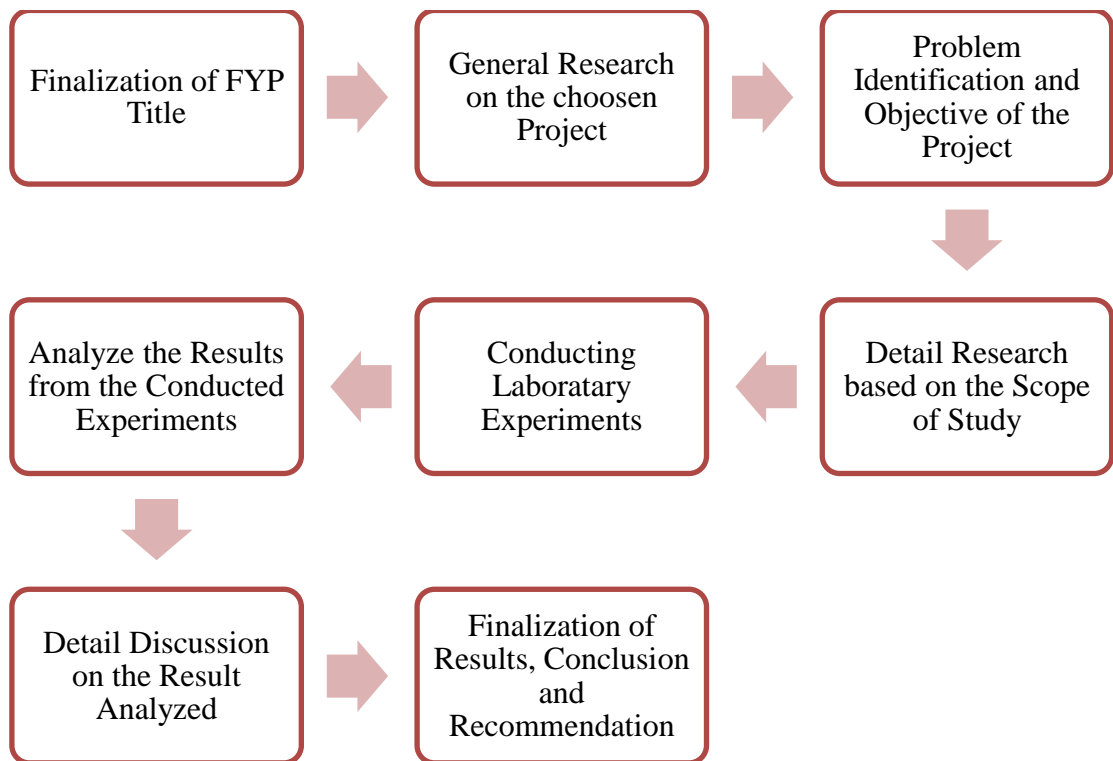 Finalization of FYP
Title
General Research
on the choosen
Project
Problem
Identification and
Objective of the
Project
Detail Research
based on the Scope
of Study
Conducting
Laboratary
Experiments
Analyze the Results
from the Conducted
Experiments
Detail Discussion
on the Result
Analyzed
Finalization of
Results, Conclusion
and
Recommendation